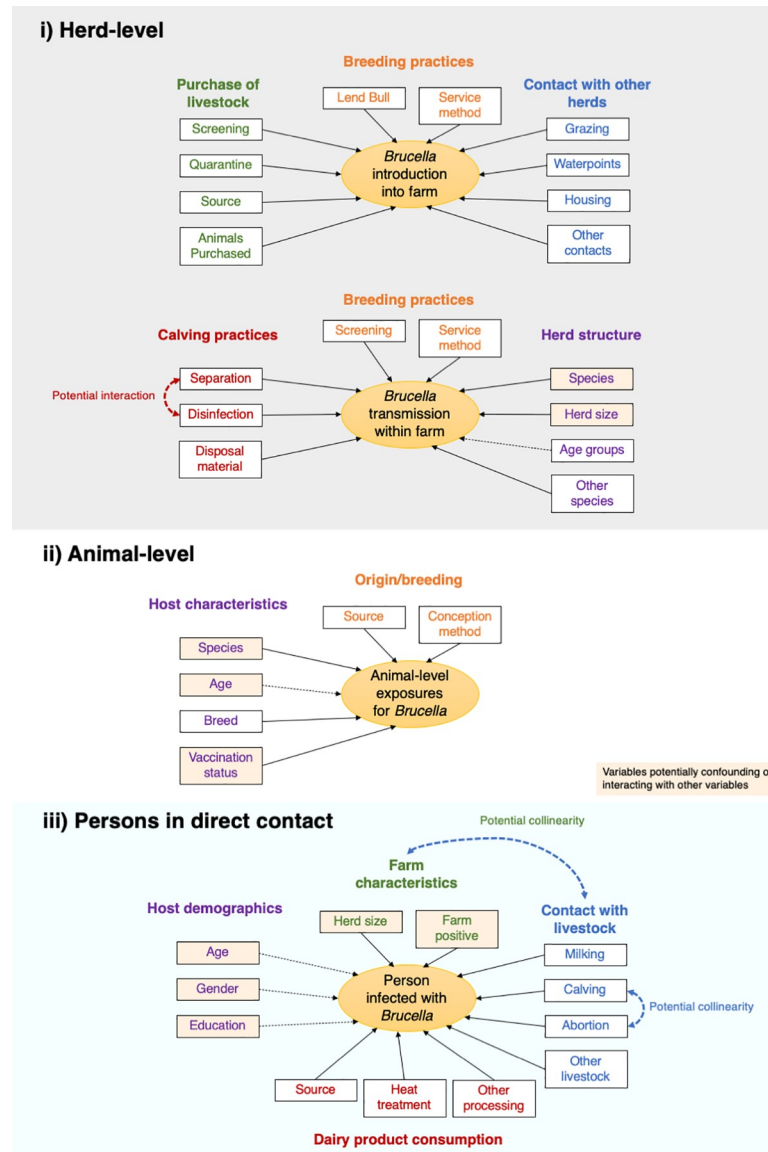 i) Herd-level
Breeding practices
Purchase of
livestock
Lend Bull
Service
method
Contact with other
herds
Screening
Quarantine
Source
Animals
Purchased
Brucella
introduction
into farm
Grazing
Waterpoints
Housing
Other
contacts
Breeding practices
Calving practices
Screening
Service
method
Herd structure
Potential interaction
Separation
Disinfection
Disposal
material
Brucella
transmission
within farm
Species
Herd size
Age groups
Other
species
ii) Animal-level
Origin/breeding
Host characteristics
Source
Conception
method
Species
Age
Breed
Vaccination
status
Animal-level
exposures
for Brucella
Variables potentially confounding o
interacting with other variables
iii) Persons in direct contact
Potential collinearity
Farm
characteristics
Host demographics
Herd size
Farm
positive
Contact with
livestock
Age
Gender
Education
Person
infected with
Brucella
Milking
Calving
Abortion
Other
livestock
Potential collinearity
Source
Heat
treatment
Other
processing
Dairy product consumption